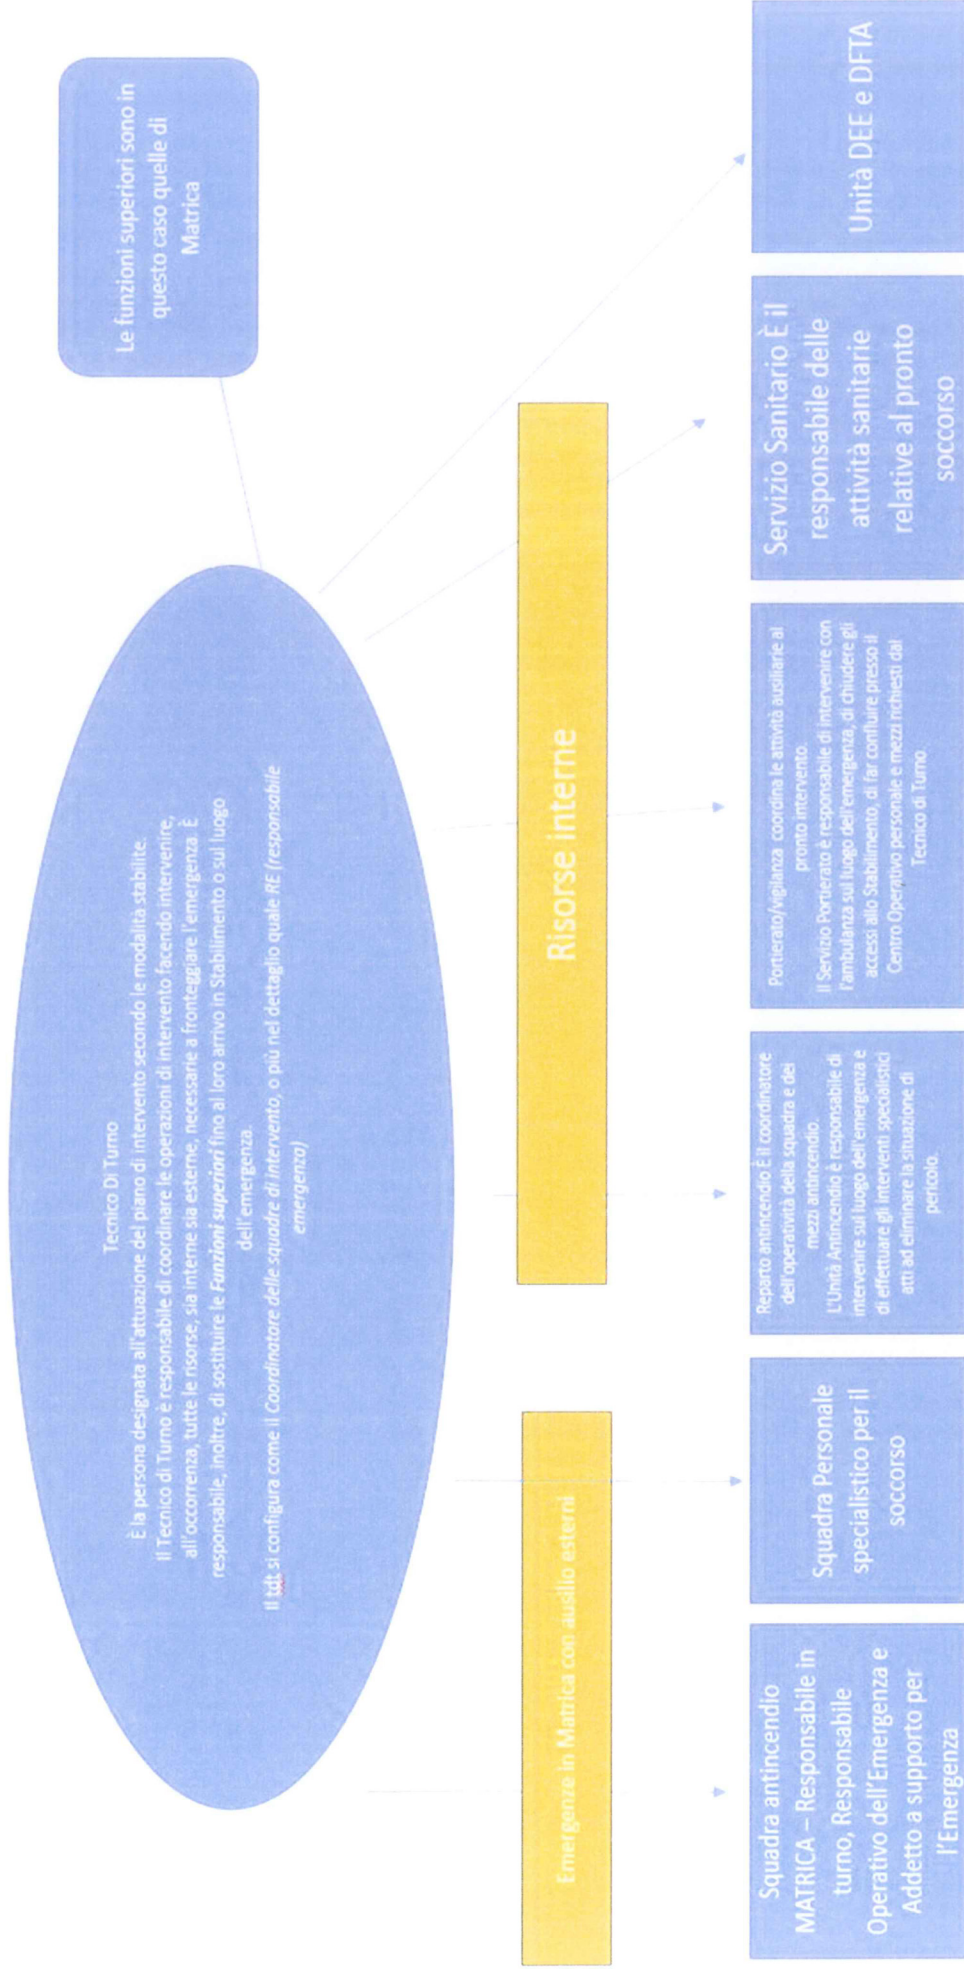 Le funzioni superiori sono in
questo caso quelle di
Matrica
Tecnico Di Turno
È la persona designata all'attuazione del piano di intervento secondo le modalità stabilite.
Il Tecnico di Turno è responsabile di coordinare le operazioni di intervento facendo intervenire,
all'occorrenza, tutte le risorse, sia interne sia esterne, necessarie a fronteggiare l'emergenza. È
responsabile, inoltre, di sostituire le Funzioni superiori fino al loro arrivo in Stabilimento o sul luogo
dell'emergenza.
Il tdt si configura come il Coordinatore delle squadre di intervento, o più nel dettaglio quale RE (responsabile
emergenza)
Emergenze in Matrica con ausilio esterni
Risorse interne
Squadra antincendio
MATRICA – Responsabile in
turno, Responsabile
Operativo dell'Emergenza e
Addetto a supporto per
l'Emergenza
Squadra Personale
specialistico per il
soccorso
Reparto antincendio È il coordinatore
dell'operatività della squadra e dei
mezzi antincendio.
L'Unità Antincendio è responsabile di
intervenire sul luogo dell'emergenza e
di effettuare gli interventi specialistici
atti ad eliminare la situazione di
pericolo.
Portierato/vigilanza coordina le attività ausiliarie al
pronto intervento.
Il Servizio Portierato è responsabile di intervenire con
l'ambulanza sul luogo dell'emergenza, di chiudere gli
accessi allo Stabilimento, di far confluire presso il
Centro Operativo personale e mezzi richiesti dal
Tecnico di Turno.
Servizio Sanitario È il
responsabile delle
attività sanitarie
relative al pronto
soccorso
Unità DEE e DFTA